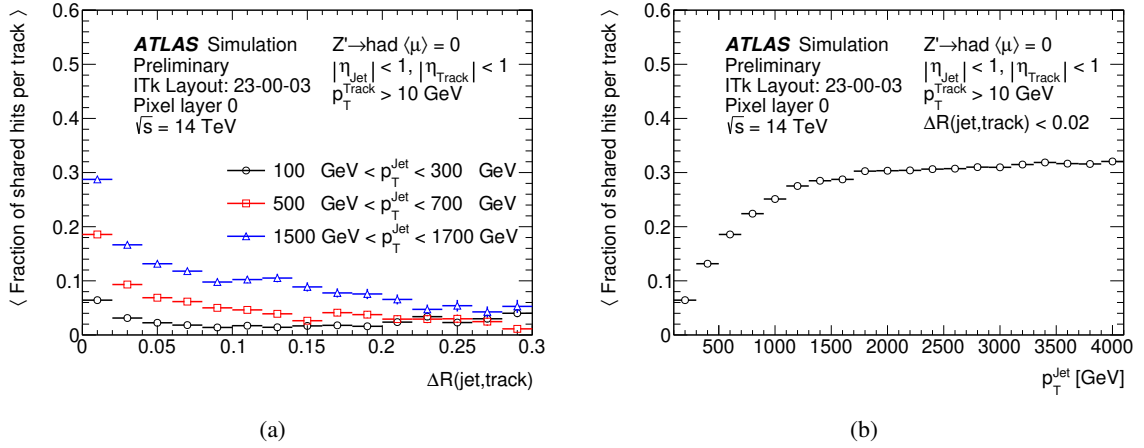 ⟨ Fraction of shared hits per track ⟩
0.6
0.5
0.4
0.3
0.2
0.1
0
ATLAS Simulation
Preliminary
ITk Layout: 23-00-03
Pixel layer 0
√s = 14 TeV
Z'→had ⟨μ⟩ = 0
|η_Jet| < 1, |η_Track| < 1
p_T^Track > 10 GeV
100 GeV < p_T^Jet < 300 GeV
500 GeV < p_T^Jet < 700 GeV
1500 GeV < p_T^Jet < 1700 GeV
0 0.05 0.1 0.15 0.2 0.25 0.3
ΔR(jet,track)
(a)
⟨ Fraction of shared hits per track ⟩
0.6
0.5
0.4
0.3
0.2
0.1
0
ATLAS Simulation
Preliminary
ITk Layout: 23-00-03
Pixel layer 0
√s = 14 TeV
Z'→had ⟨μ⟩ = 0
|η_Jet| < 1, |η_Track| < 1
p_T^Track > 10 GeV
ΔR(jet,track) < 0.02
500 1000 1500 2000 2500 3000 3500 4000
p_T^Jet [GeV]
(b)